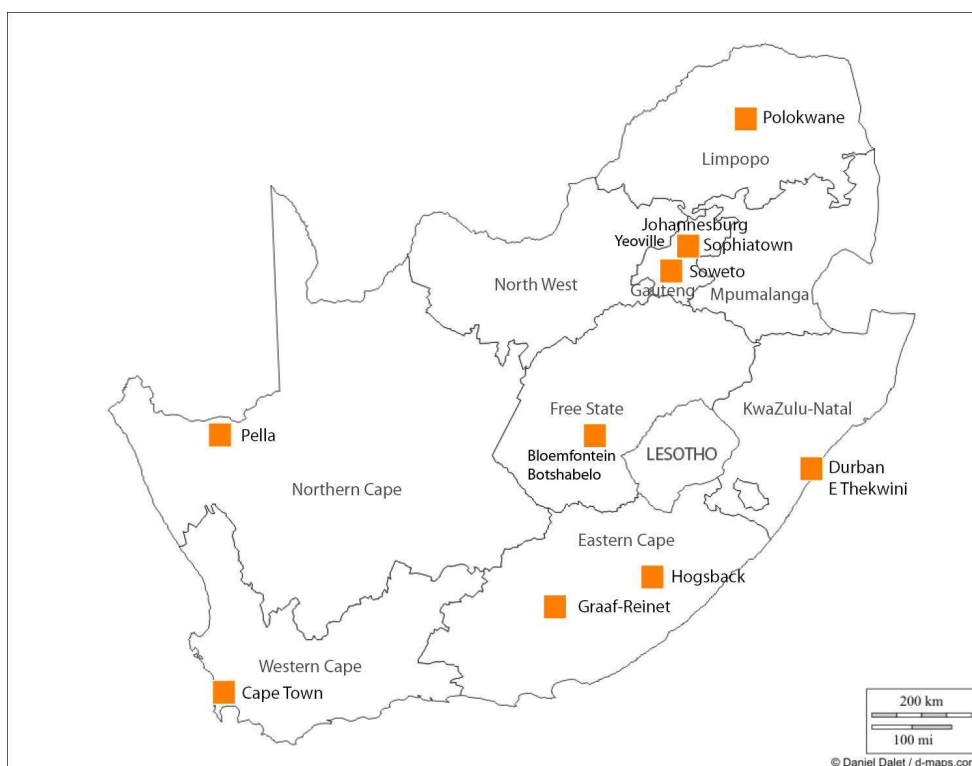 Polokwane
Limpopo
Johannesburg
Yeoville
Sophiatown
Soweto
North West
Gauteng
Mpumalanga
Free State
KwaZulu-Natal
Pella
Bloemfontein
Botshabelo
LESOTHO
Durban
E Thekwini
Northern Cape
Eastern Cape
Hogsback
Graaf-Reinet
Western Cape
Cape Town
200 km
100 mi
© Daniel Dalet / d-maps.com